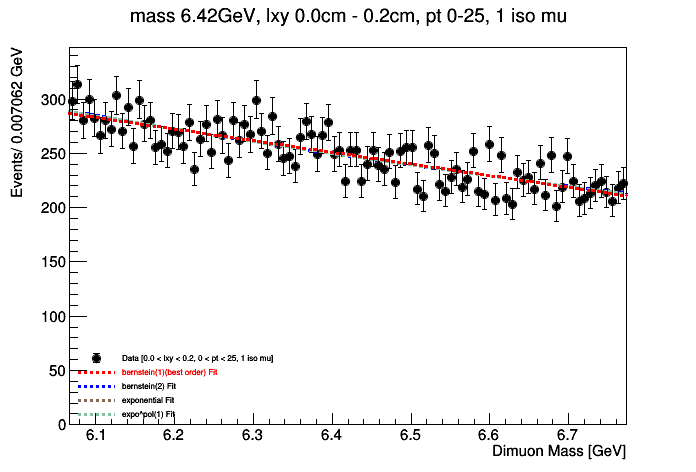 mass 6.42GeV, lxy 0.0cm - 0.2cm, pt 0-25, 1 iso mu
Events/ 0.007062 GeV
300
250
200
150
100
50
0
Data [0.0 < lxy < 0.2, 0 < pt < 25, 1 iso mu]
bernstein(1)(best order) Fit
bernstein(2) Fit
exponential Fit
expo*pol(1) Fit
6.1 6.2 6.3 6.4 6.5 6.6 6.7
Dimuon Mass [GeV]